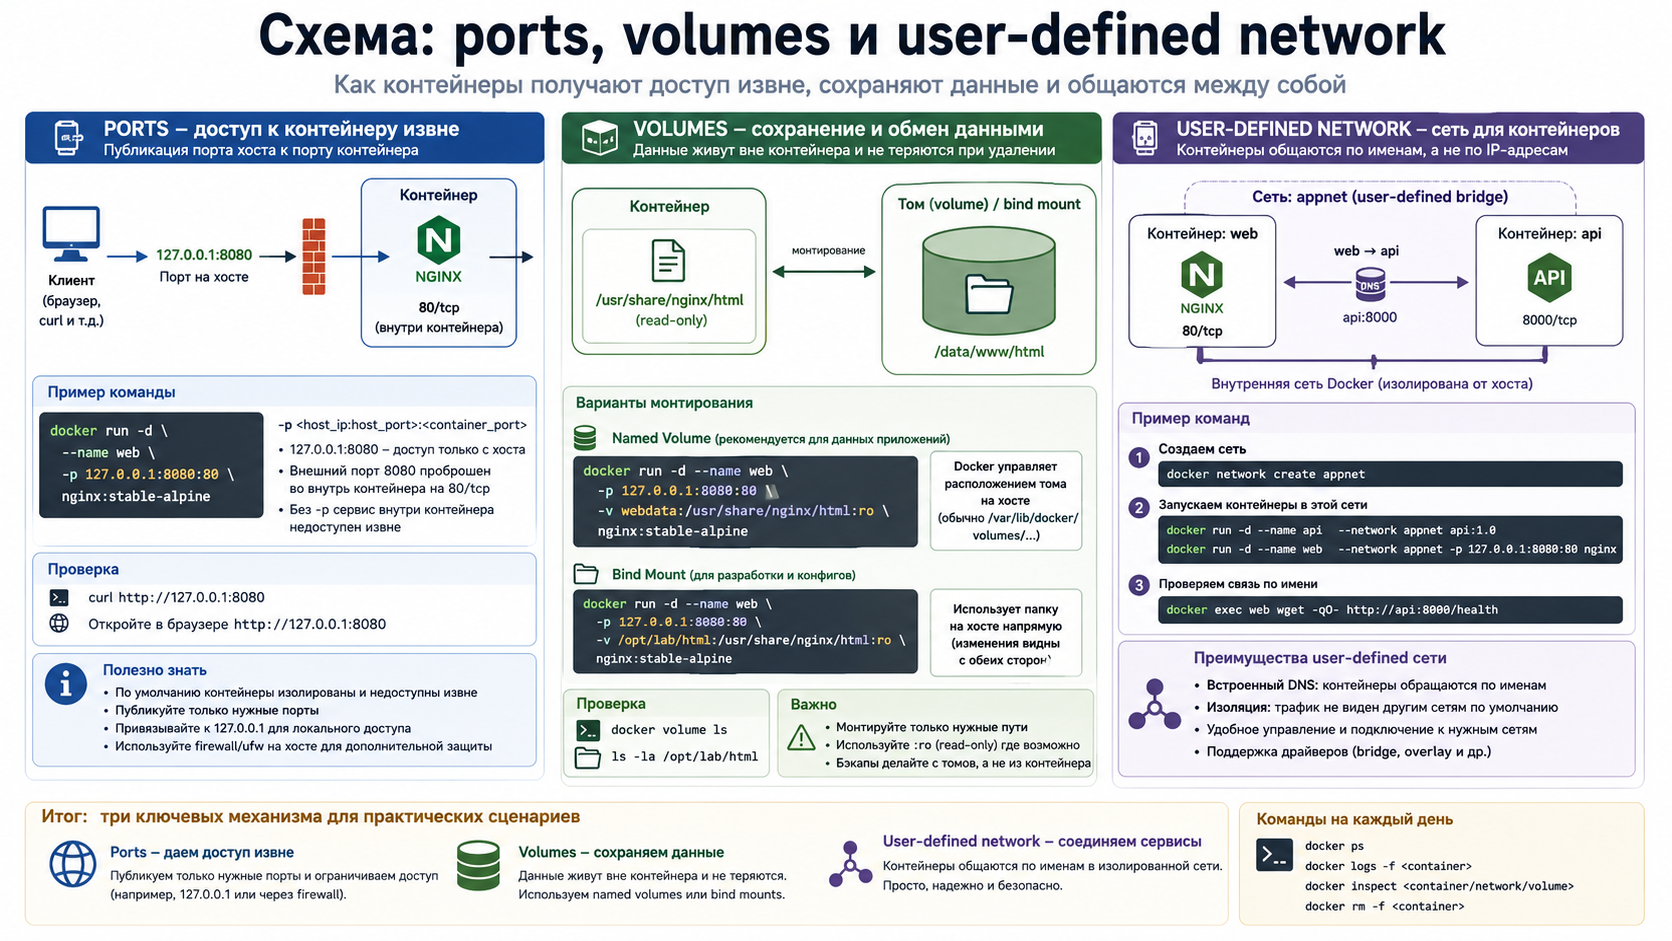 Схема: ports, volumes и user-defined network
Как контейнеры получают доступ извне, сохраняют данные и общаются между собой
PORTS – доступ к контейнеру извне
Публикация порта хоста к порту контейнера
Клиент
(браузер,
curl и т.д.)
127.0.0.1:8080
Порт на хосте
Контейнер
N
NGINX
80/tcp
(внутри контейнера)
Пример команды
docker run -d \
--name web \
-p 127.0.0.1:8080:80 \
nginx:stable-alpine
-p <host_ip:host_port>:<container_port>
• 127.0.0.1:8080 – доступ только с хоста
• Внешний порт 8080 проброшен
во внутрь контейнера на 80/tcp
• Без -p сервис внутри контейнера
недоступен извне
Проверка
curl http://127.0.0.1:8080
Откройте в браузере http://127.0.0.1:8080
Полезно знать
• По умолчанию контейнеры изолированы и недоступны извне
• Публикуйте только нужные порты
• Привязывайте к 127.0.0.1 для локального доступа
• Используйте firewall/ufw на хосте для дополнительной защиты
VOLUMES – сохранение и обмен данными
Данные живут вне контейнера и не теряются при удалении
Контейнер
/usr/share/nginx/html
(read-only)
монтирование
Том (volume) / bind mount
/data/www/html
Варианты монтирования
Named Volume (рекомендуется для данных приложений)
docker run -d --name web \
-p 127.0.0.1:8080:80 \
-v webdata:/usr/share/nginx/html:ro \
nginx:stable-alpine
Docker управляет
расположением тома
на хосте
(обычно /var/lib/docker/
volumes/...)
Bind Mount (для разработки и конфигов)
docker run -d --name web \
-p 127.0.0.1:8080:80 \
-v /opt/lab/html:/usr/share/nginx/html:ro \
nginx:stable-alpine
Использует папку
на хосте напрямую
(изменения видны
с обеих сторон)
Проверка
docker volume ls
ls -la /opt/lab/html
Важно
• Монтируйте только нужные пути
• Используйте :ro (read-only) где возможно
• Бэкапы делайте с томов, а не из контейнера
USER-DEFINED NETWORK – сеть для контейнеров
Контейнеры общаются по именам, а не по IP-адресам
Сеть: appnet (user-defined bridge)
Контейнер: web
N
NGINX
80/tcp
web → api
DNS
api:8000
Контейнер: api
API
8000/tcp
Внутренняя сеть Docker (изолирована от хоста)
Пример команд
1 Создаем сеть
docker network create appnet
2 Запускаем контейнеры в этой сети
docker run -d --name api --network appnet api:1.0
docker run -d --name web --network appnet -p 127.0.0.1:8080:80 nginx
3 Проверяем связь по имени
docker exec web wget -qO- http://api:8000/health
Преимущества user-defined сети
• Встроенный DNS: контейнеры обращаются по именам
• Изоляция: трафик не виден другим сетям по умолчанию
• Удобное управление и подключение к нужным сетям
• Поддержка драйверов (bridge, overlay и др.)
Итог: три ключевых механизма для практических сценариев
Ports – даем доступ извне
Публикуем только нужные порты и ограничиваем доступ
(например, 127.0.0.1 или через firewall).
Volumes – сохраняем данные
Данные живут вне контейнера и не теряются.
Используем named volumes или bind mounts.
User-defined network – соединяем сервисы
Контейнеры общаются по именам в изолированной сети.
Просто, надежно и безопасно.
Команды на каждый день
docker ps
docker logs -f <container>
docker inspect <container/network/volume>
docker rm -f <container>